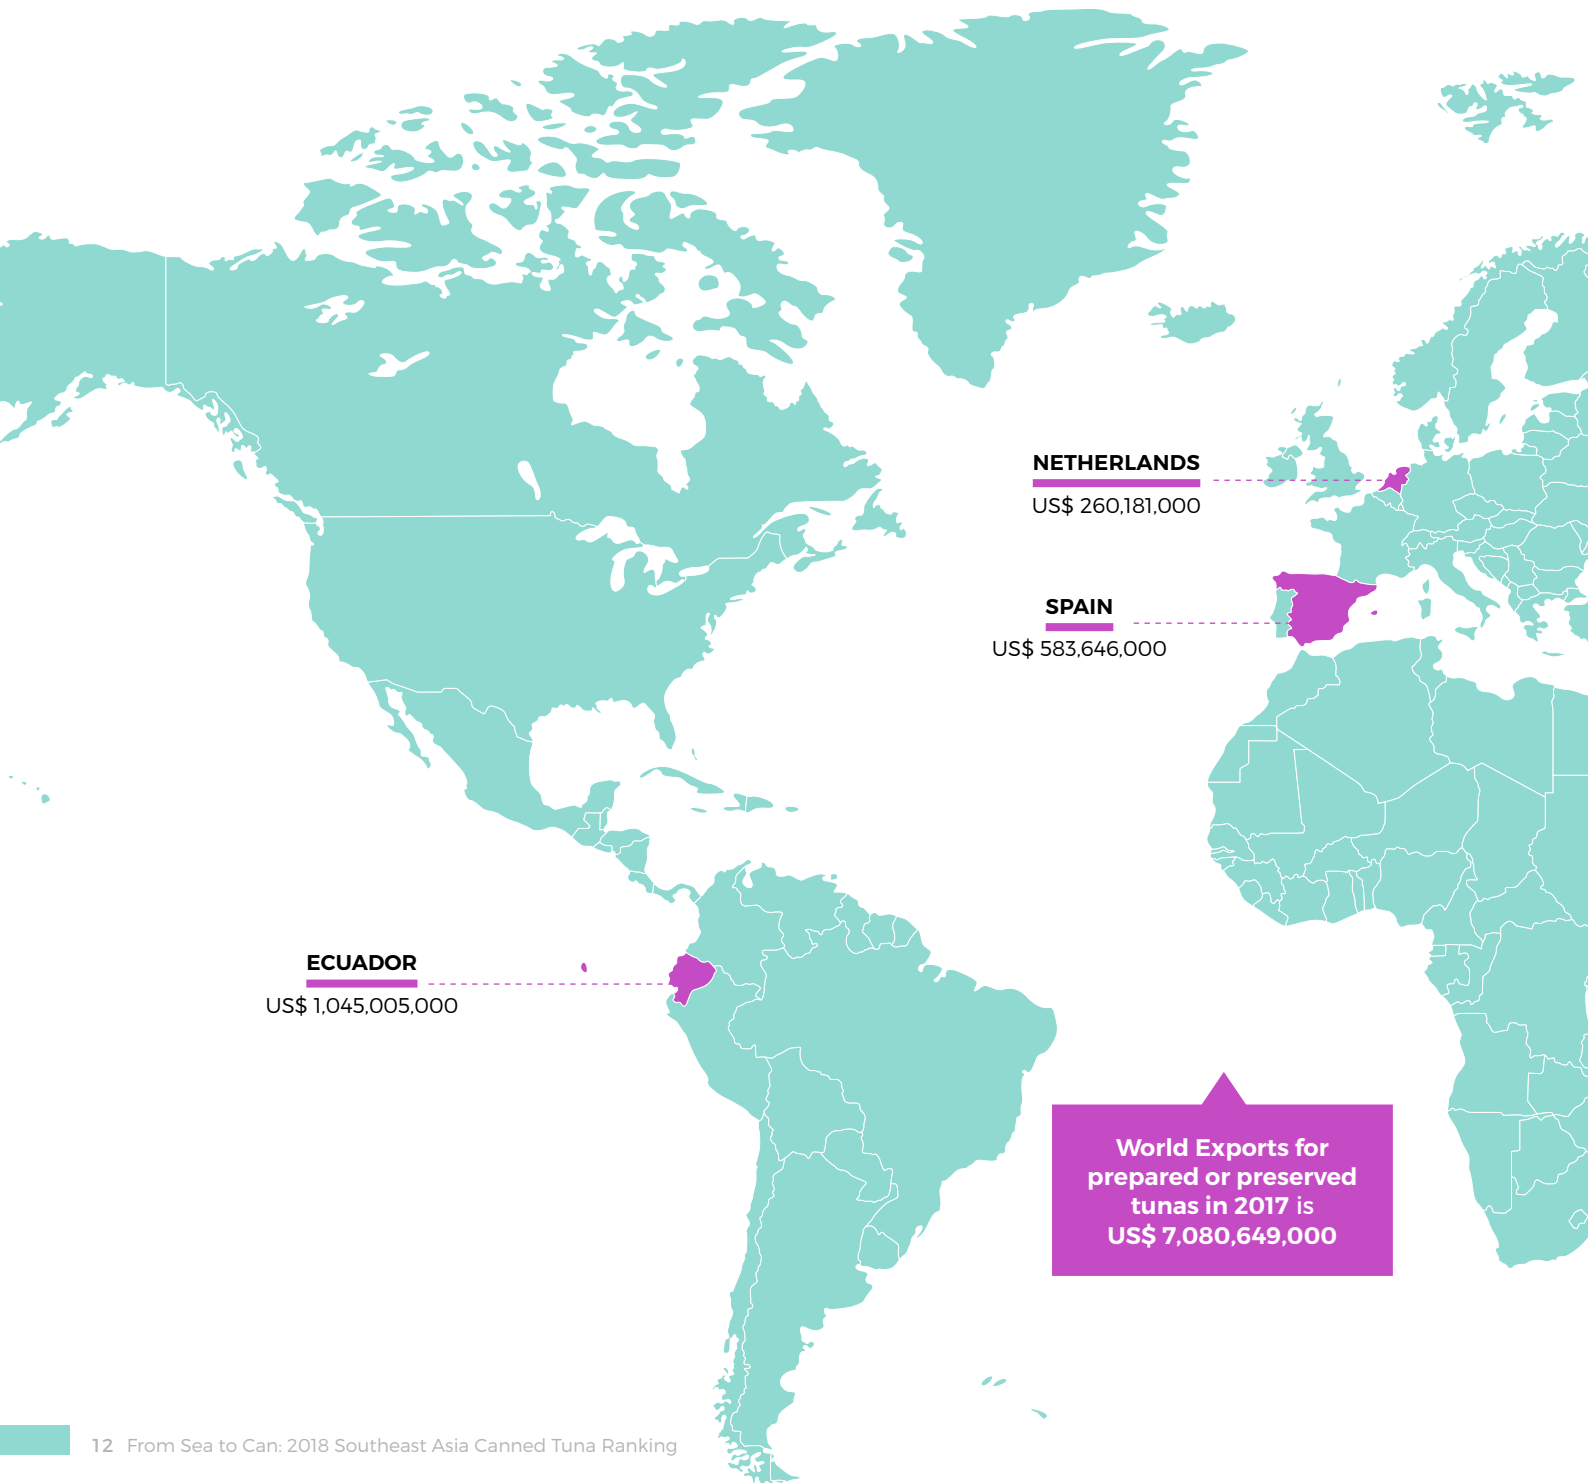 NETHERLANDS
US$ 260,181,000
SPAIN
US$ 583,646,000
ECUADOR
US$ 1,045,005,000
World Exports for
prepared or preserved
tunas in 2017 is
US$ 7,080,649,000
12 From Sea to Can: 2018 Southeast Asia Canned Tuna Ranking